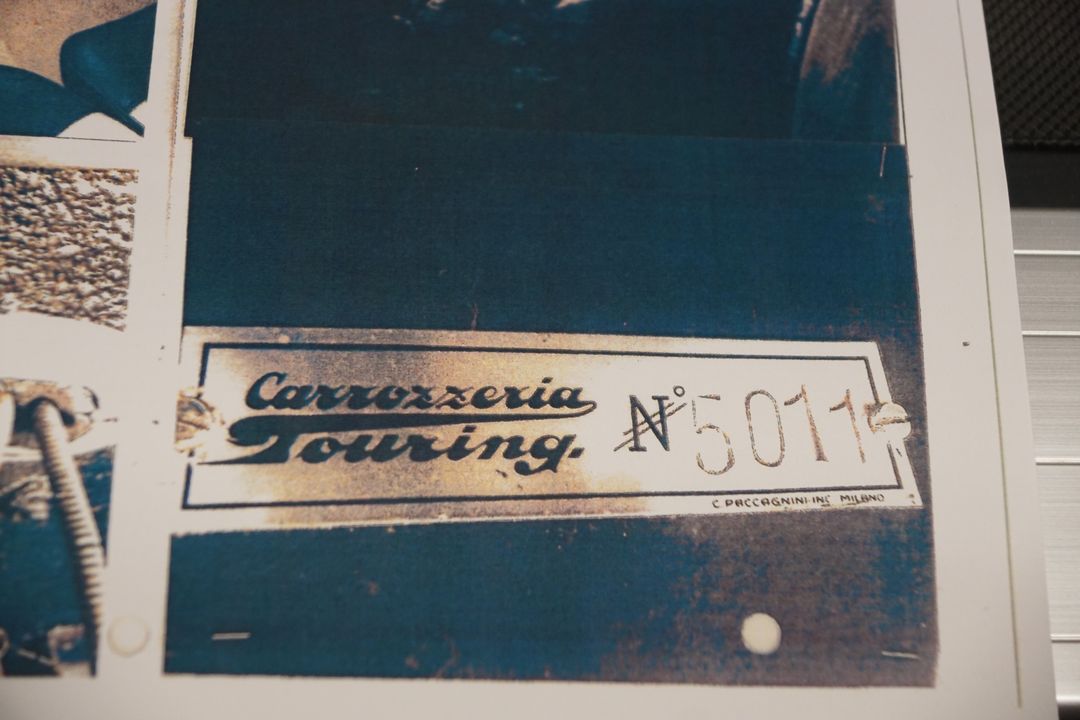 Carrozzeria
Touring.
N° 5011
C. PACCAGNINI-INC. MILANO